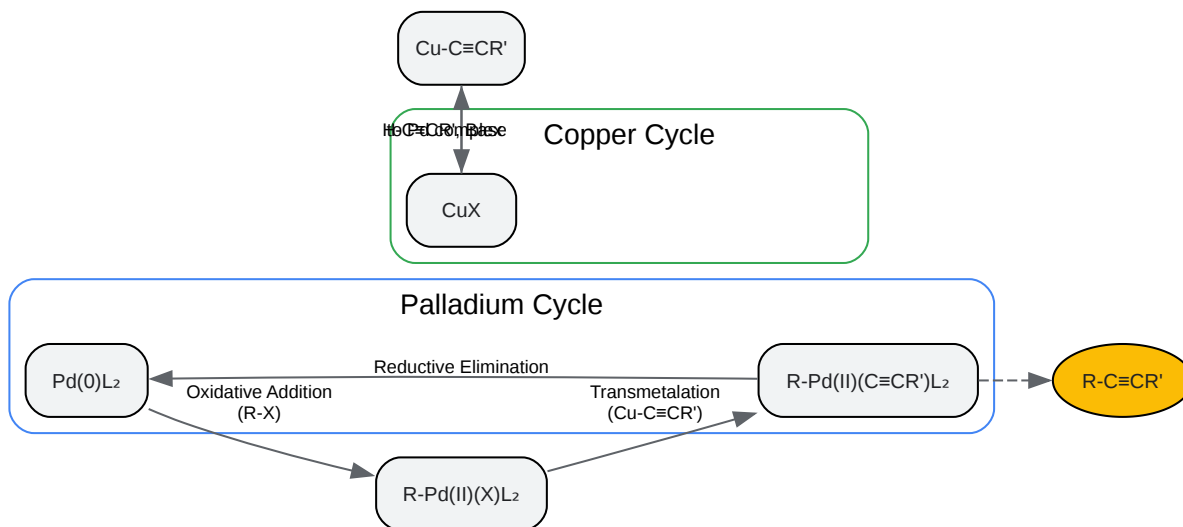 Cu-C≡CR'
Copper Cycle
CuX
Palladium Cycle
Pd(0)L₂
Reductive Elimination
Oxidative Addition
(R-X)
Transmetalation
(Cu-C≡CR')
R-Pd(II)(C≡CR')L₂
R-C≡CR'
R-Pd(II)(X)L₂